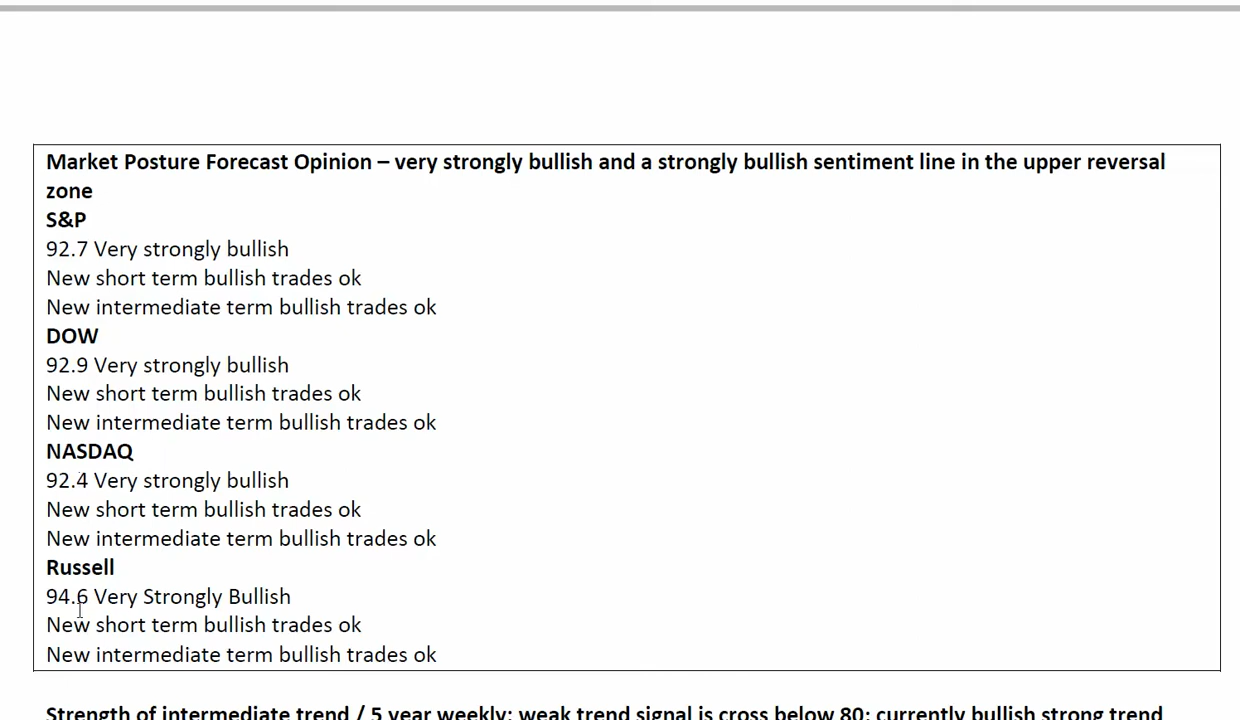 Market Posture Forecast Opinion – very strongly bullish and a strongly bullish sentiment line in the upper reversal
zone
S&P
92.7 Very strongly bullish
New short term bullish trades ok
New intermediate term bullish trades ok
DOW
92.9 Very strongly bullish
New short term bullish trades ok
New intermediate term bullish trades ok
NASDAQ
92.4 Very strongly bullish
New short term bullish trades ok
New intermediate term bullish trades ok
Russell
94.6 Very Strongly Bullish
New short term bullish trades ok
New intermediate term bullish trades ok
Strength of intermediate trend / 5 year weekly; weak trend signal is cross below 80; currently bullish strong trend